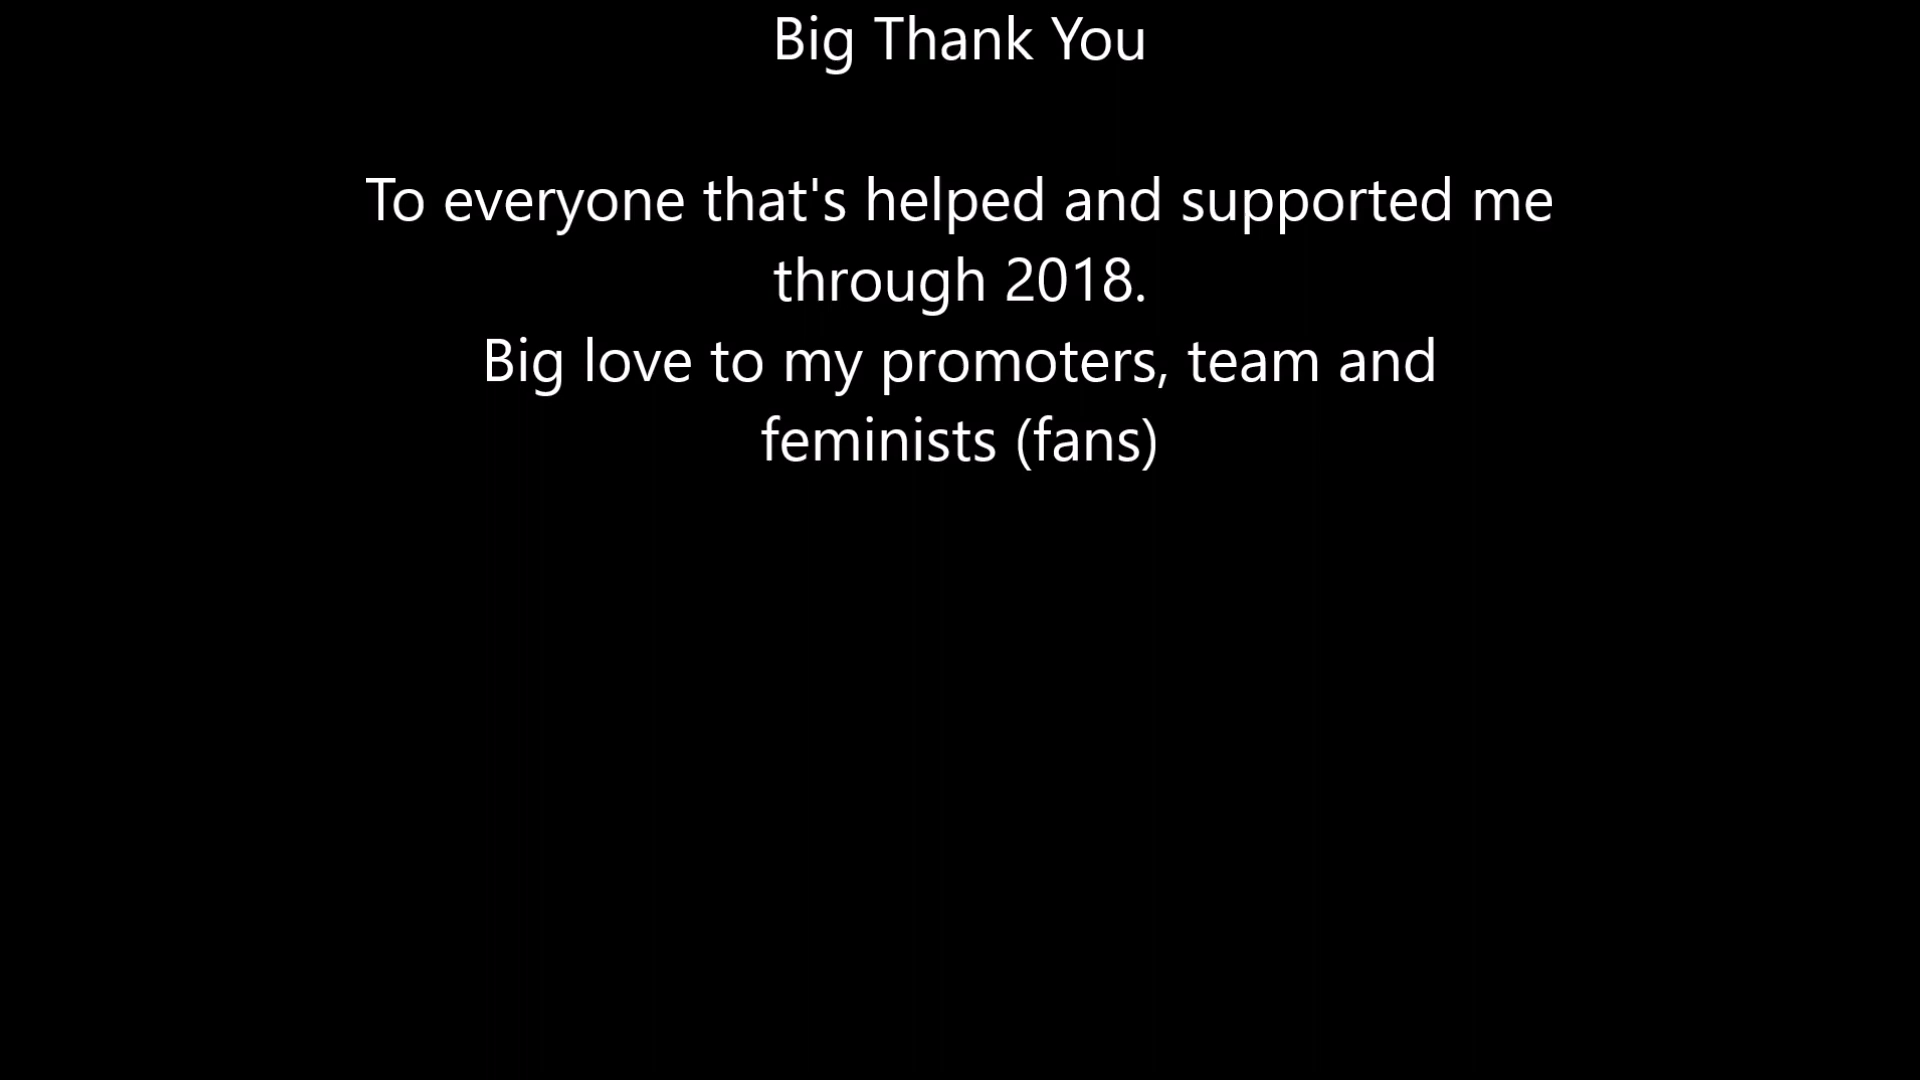 Big Thank You
To everyone that's helped and supported me
through 2018.
Big love to my promoters, team and
feminists (fans)